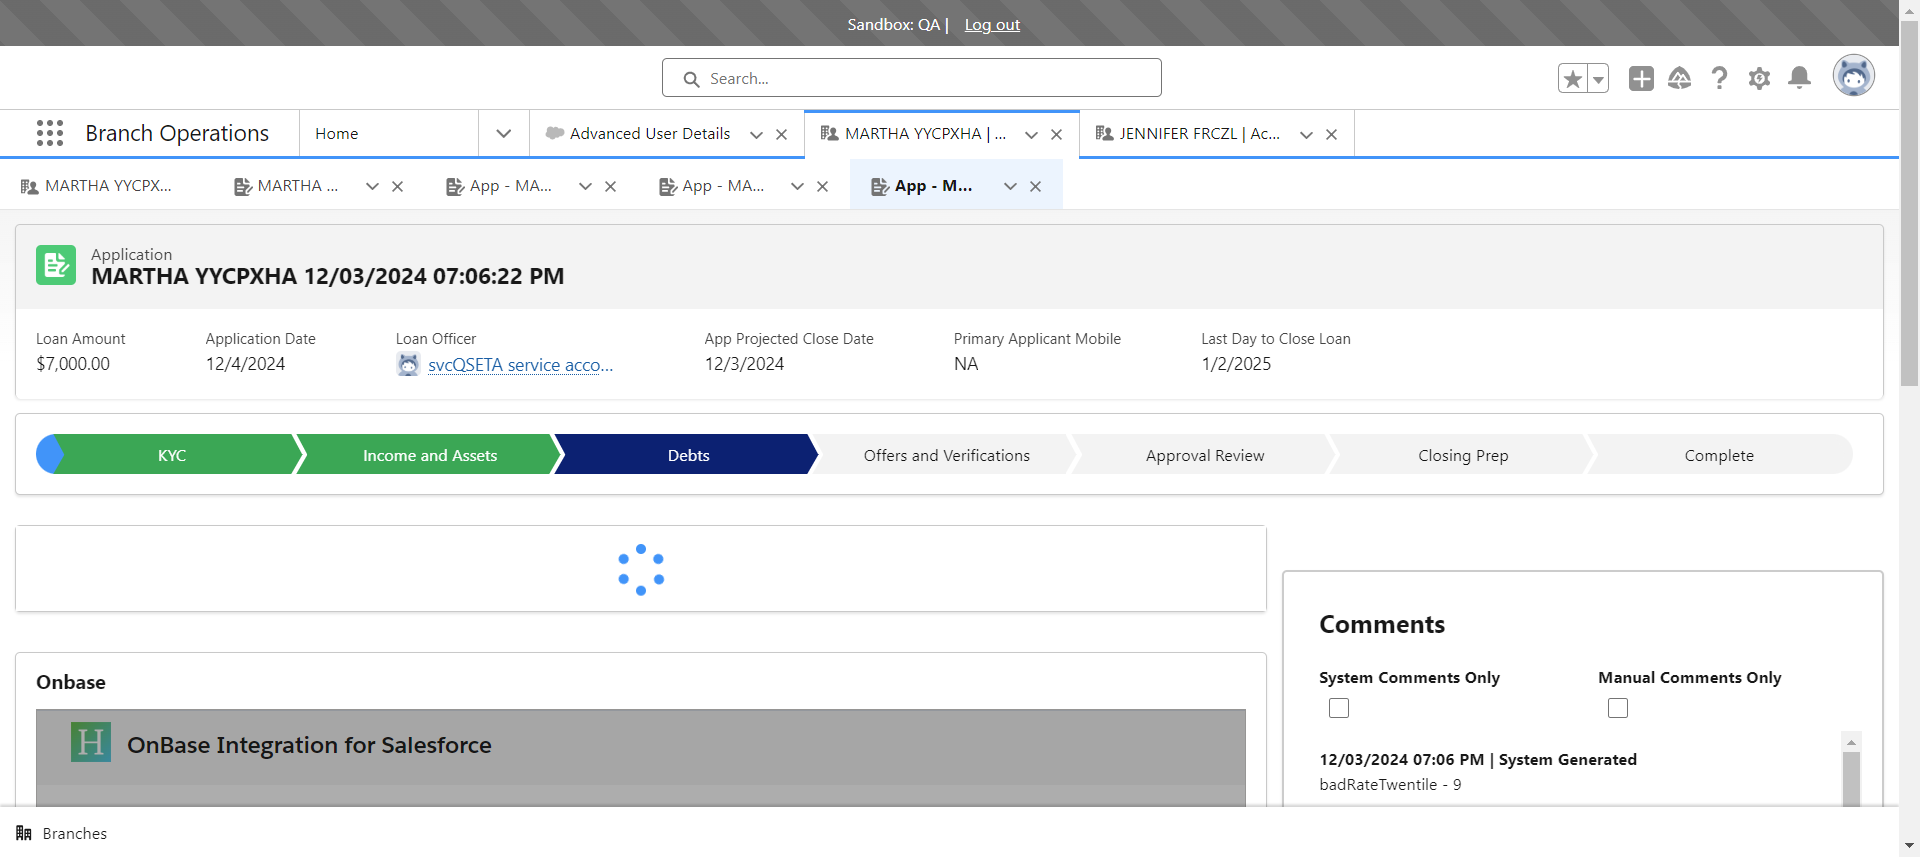 Sandbox: QA | Log out
Search...
Branch Operations
Home
Advanced User Details
MARTHA YYCPXHA | ...
JENNIFER FRCZL | Ac...
MARTHA YYCPX...
MARTHA ...
App - MA...
App - MA...
App - M...
Application
MARTHA YYCPXHA 12/03/2024 07:06:22 PM
Loan Amount
$7,000.00
Application Date
12/4/2024
Loan Officer
svcQSETA service acco...
App Projected Close Date
12/3/2024
Primary Applicant Mobile
NA
Last Day to Close Loan
1/2/2025
KYC
Income and Assets
Debts
Offers and Verifications
Approval Review
Closing Prep
Complete
Onbase
H
OnBase Integration for Salesforce
Comments
System Comments Only
Manual Comments Only
12/03/2024 07:06 PM | System Generated
badRateTwentile - 9
Branches